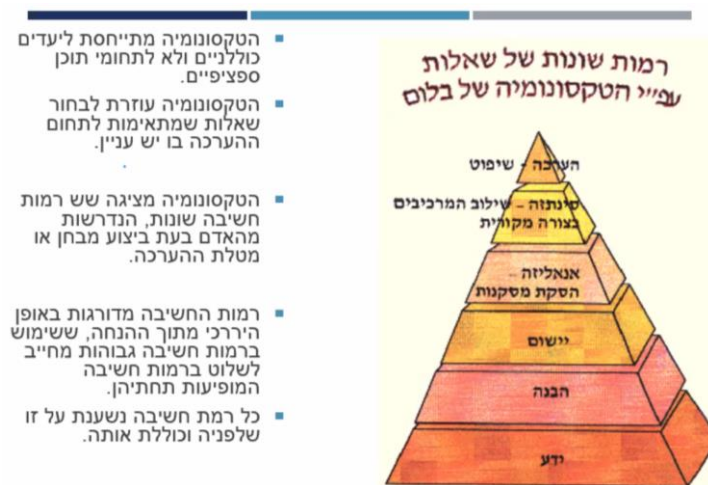 הטקסונומיה מתייחסת ליעדים
כוללניים ולא לתחומי תוכן
ספציפיים.
הטקסונומיה עוזרת לבחור
שאלות שמתאימות לתחום
ההערכה בו יש עניין.
הטקסונומיה מציגה שש רמות
חשיבה שונות, הנדרשות
מהאדם בעת ביצוע מבחן או
מטלת ההערכה.
רמות החשיבה מדורגות באופן
היררכי מתוך ההנחה, ששימוש
ברמות חשיבה גבוהות מחייב
לשלוט ברמות חשיבה
המופיעות תחתיהן.
כל רמת חשיבה נשענת על זו
שלפניה וכוללת אותה.
רמות שונות של שאלות
עפ"י הטקסונומיה של בלום
הערכה - שיפוט
סינתזה – שילוב המרכיבים
בצורה מקורית
אנאליזה –
הסקת מסקנות
יישום
הבנה
ידע